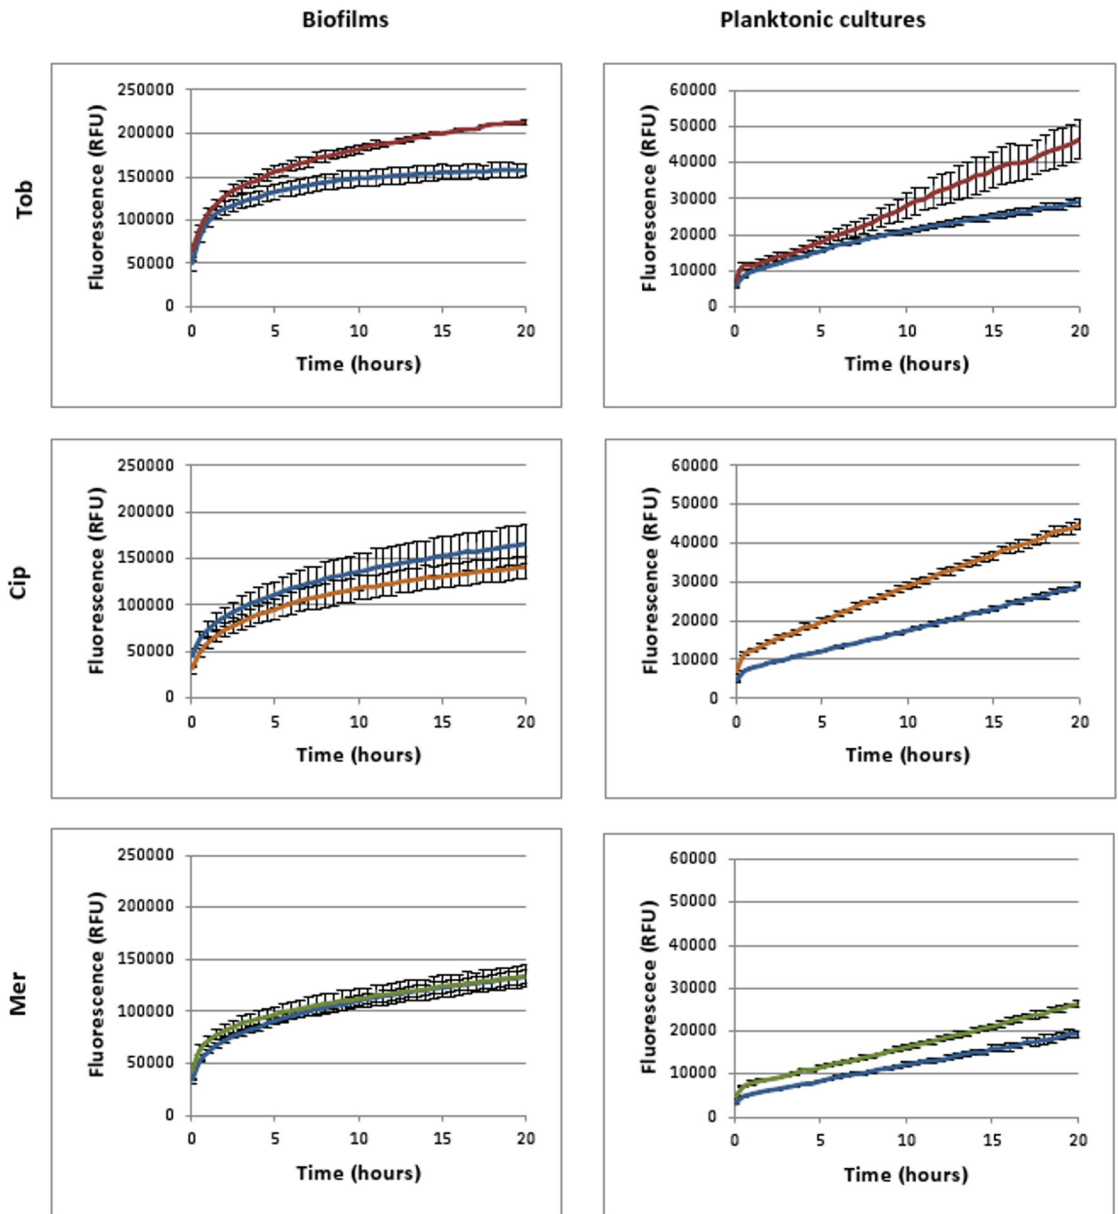 Biofilms Planktonic cultures
Tob
Fluorescence (RFU)
250000
200000
150000
100000
50000
0
0 5 10 15 20
Time (hours)
Fluorescence (RFU)
60000
50000
40000
30000
20000
10000
0
0 5 10 15 20
Time (hours)
Cip
Fluorescence (RFU)
250000
200000
150000
100000
50000
0
0 5 10 15 20
Time (hours)
Fluorescence (RFU)
60000
50000
40000
30000
20000
10000
0
0 5 10 15 20
Time (hours)
Mer
Fluorescence (RFU)
250000
200000
150000
100000
50000
0
0 5 10 15 20
Time (hours)
Fluorescece (RFU)
60000
50000
40000
30000
20000
10000
0
0 5 10 15 20
Time (hours)